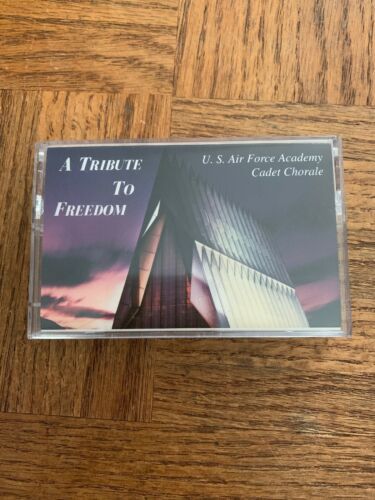 A TRIBUTE
TO
FREEDOM
U. S. Air Force Academy
Cadet Chorale